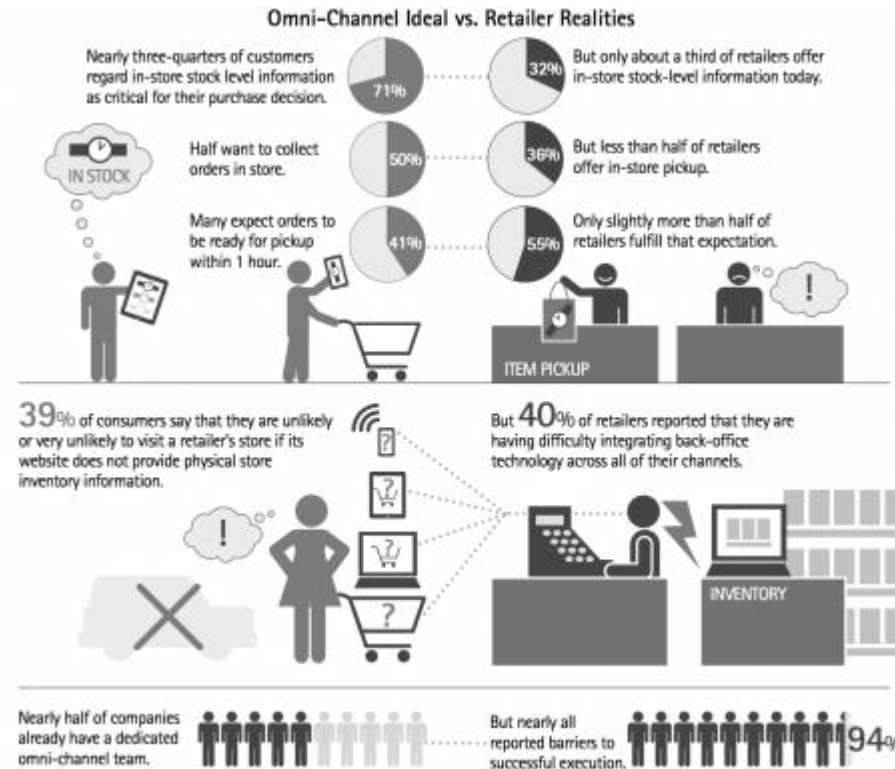 Omni-Channel Ideal vs. Retailer Realities
Nearly three-quarters of customers
regard in-store stock level information
as critical for their purchase decision.
71%
32%
But only about a third of retailers offer
in-store stock-level information today.
IN STOCK
Half want to collect
orders in store.
50%
36%
But less than half of retailers
offer in-store pickup.
Many expect orders to
be ready for pickup
within 1 hour.
41%
55%
Only slightly more than half of
retailers fulfill that expectation.
!
ITEM PICKUP
39% of consumers say that they are unlikely
or very unlikely to visit a retailer's store if its
website does not provide physical store
inventory information.
But 40% of retailers reported that they are
having difficulty integrating back-office
technology across all of their channels.
?
?
!
?
?
INVENTORY
Nearly half of companies
already have a dedicated
omni-channel team.
But nearly all
reported barriers to
successful execution.
94%